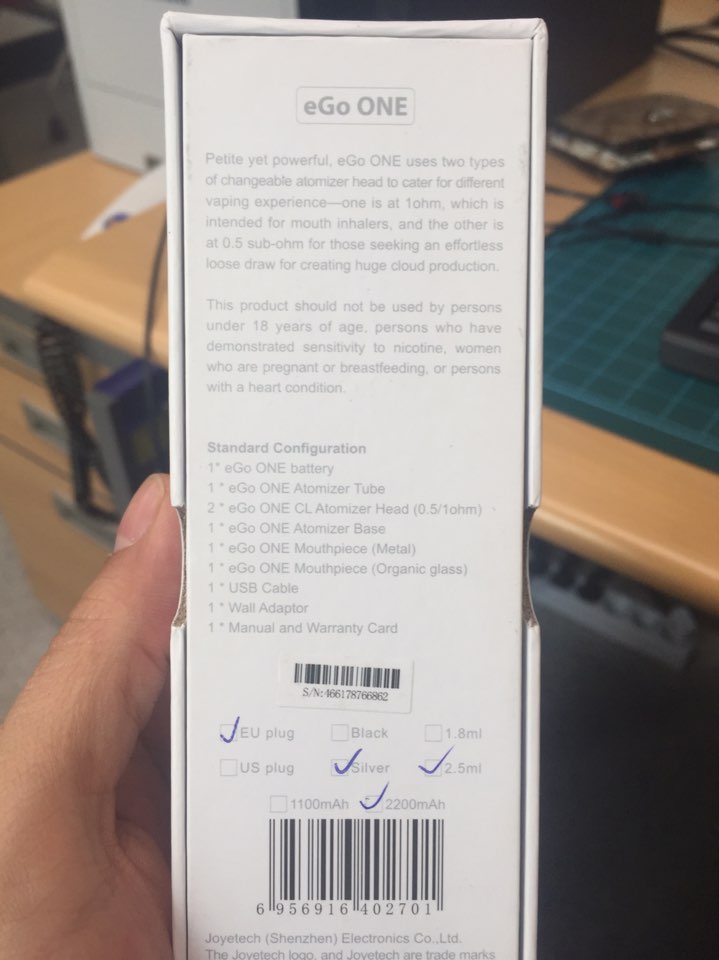 eGo ONE
Petite yet powerful, eGo ONE uses two types
of changeable atomizer head to cater for different
vaping experience—one is at 1ohm, which is
intended for mouth inhalers, and the other is
at 0.5 sub-ohm for those seeking an effortless
loose draw for creating huge cloud production.
This product should not be used by persons
under 18 years of age, persons who have
demonstrated sensitivity to nicotine, women
who are pregnant or breastfeeding, or persons
with a heart condition.
Standard Configuration
1* eGo ONE battery
1 * eGo ONE Atomizer Tube
2 * eGo ONE CL Atomizer Head (0.5/1ohm)
1 * eGo ONE Atomizer Base
1 * eGo ONE Mouthpiece (Metal)
1 * eGo ONE Mouthpiece (Organic glass)
1 * USB Cable
1 * Wall Adaptor
1 * Manual and Warranty Card
S/N:466178766862
EU plug Black 1.8ml
US plug Silver 2.5ml
1100mAh 2200mAh
6 956916 402701
Joyetech (Shenzhen) Electronics Co.,Ltd.
The Joyetech logo, and Joyetech are trade marks